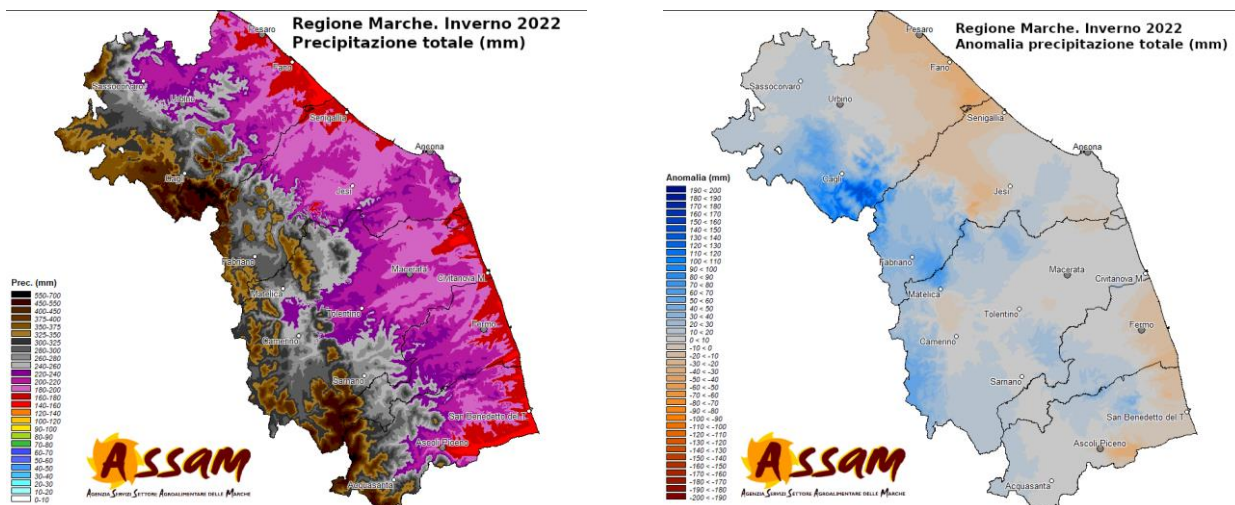 Regione Marche. Inverno 2022
Precipitazione totale (mm)
Pesaro
Fano
Sassocorvaro
Urbino
Senigallia
Ancona
Cagli
Jesi
Fabriano
Macerata
Civitanova M.
Matelica
Tolentino
Fermo
Camerino
Sarnano
San Benedetto del T.
Ascoli Piceno
Acquasanta
Prec. (mm)
550-700
450-550
400-450
375-400
350-375
325-350
300-325
280-300
260-280
240-260
220-240
200-220
180-200
160-180
140-160
120-140
100-120
90-100
80-90
70-80
60-70
50-60
40-50
30-40
20-30
10-20
0-10
ASSAM
AGENZIA SERVIZI SETTORE AGROALIMENTARE DELLE MARCHE
Regione Marche. Inverno 2022
Anomalia precipitazione totale (mm)
Pesaro
Fano
Sassocorvaro
Urbino
Senigallia
Ancona
Cagli
Jesi
Fabriano
Macerata
Civitanova M.
Matelica
Tolentino
Fermo
Camerino
Sarnano
San Benedetto del T.
Ascoli Piceno
Acquasanta
Anomalia (mm)
190 < 200
180 < 190
170 < 180
160 < 170
150 < 160
140 < 150
130 < 140
120 < 130
110 < 120
100 < 110
90 < 100
80 < 90
70 < 80
60 < 70
50 < 60
40 < 50
30 < 40
20 < 30
10 < 20
0 < 10
-10 < 0
-20 < -10
-30 < -20
-40 < -30
-50 < -40
-60 < -50
-70 < -60
-80 < -70
-90 < -80
-100 < -90
-110 < -100
-120 < -110
-130 < -120
-140 < -130
-150 < -140
-160 < -150
-170 < -160
-180 < -170
-190 < -180
-200 < -190
ASSAM
AGENZIA SERVIZI SETTORE AGROALIMENTARE DELLE MARCHE